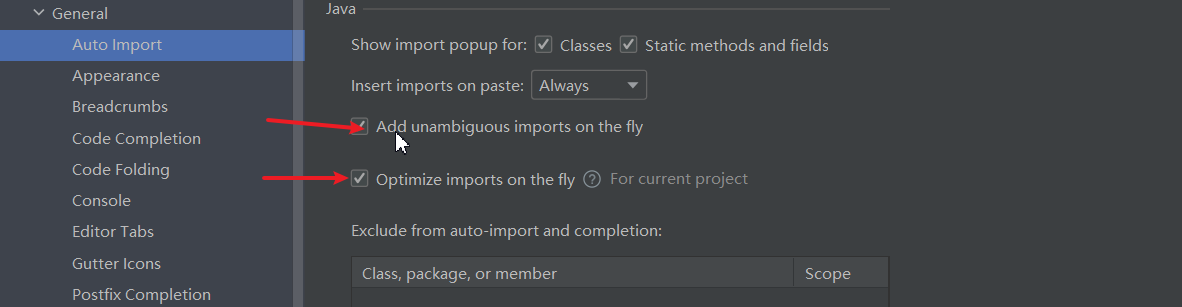 General
Auto Import
Appearance
Breadcrumbs
Code Completion
Code Folding
Console
Editor Tabs
Gutter Icons
Postfix Completion
Java
Show import popup for: Classes Static methods and fields
Insert imports on paste: Always
Add unambiguous imports on the fly
Optimize imports on the fly ? For current project
Exclude from auto-import and completion:
Class, package, or member Scope